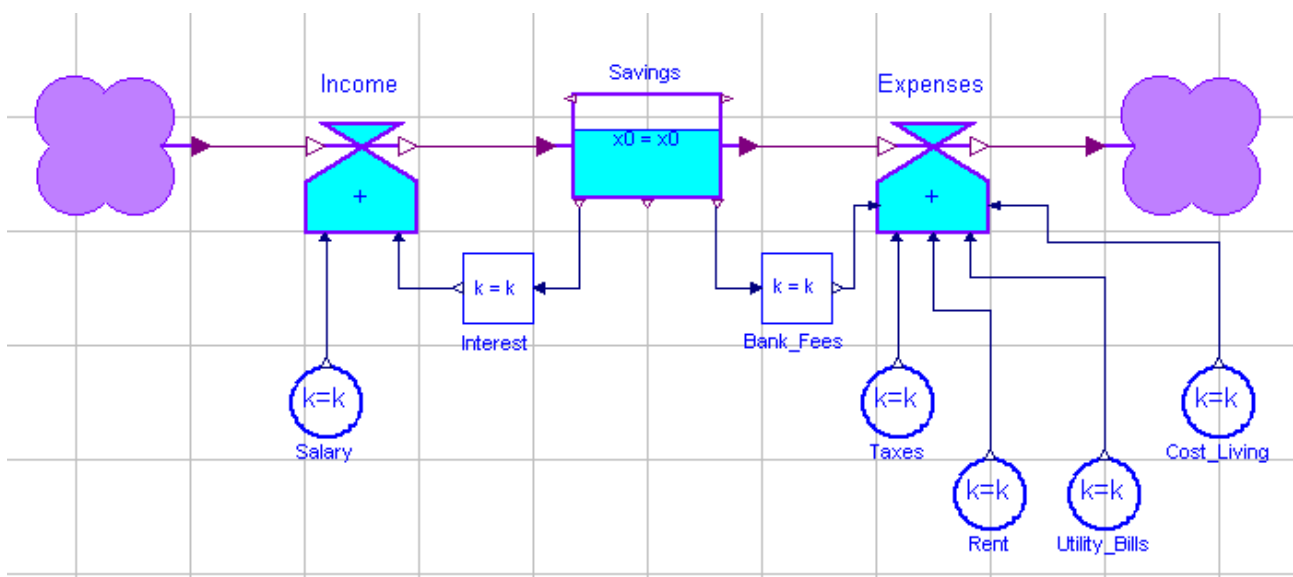 Income
Savings
Expenses
x0 = x0
+
+
k = k
k = k
Interest
Bank_Fees
k=k
k=k
k=k
Salary
Taxes
Cost_Living
k=k
k=k
Rent
Utility_Bills